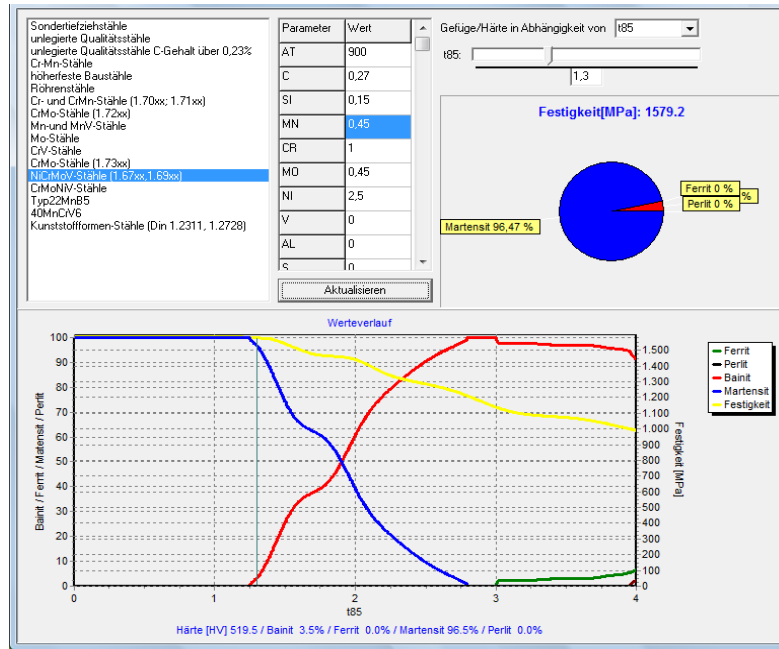 Sondertiefziehstähle
unlegierte Qualitätsstähle
unlegierte Qualitätsstähle C-Gehalt über 0,23%
Cr-Mn-Stähle
höherfeste Baustähle
Röhrenstähle
Cr- und CrMn-Stähle (1.70xx; 1.71xx)
CrMo-Stähle (1.72xx)
Mn-und MnV-Stähle
Mo-Stähle
CrV-Stähle
CrMo-Stähle (1.73xx)
NiCrMoV-Stähle (1.67xx,1.69xx)
CrMoNiV-Stähle
Typ22MnB5
40MnCrV6
Kunststoffformen-Stähle (Din 1.2311, 1.2728)
Parameter Wert
AT 900
C 0,27
SI 0,15
MN 0,45
CR 1
MO 0,45
NI 2,5
V 0
AL 0
S 0
Aktualisieren
Gefüge/Härte in Abhängigkeit von t85
t85:
1,3
Festigkeit[MPa]: 1579.2
Ferrit 0 %
%
Perlit 0 %
Martensit 96,47 %
Werteverlauf
Bainit / Ferrit / Matensit / Perlit
100
90
80
70
60
50
40
30
20
10
0
0 1 2 3 4
t85
1.500
1.400
1.300
1.200
1.100
1.000
900
800
700
600
500
400
300
200
100
0
Festigkeit [MPa]
Ferrit
Perlit
Bainit
Martensit
Festigkeit
Härte [HV] 519.5 / Bainit 3.5% / Ferrit 0.0% / Martensit 96.5% / Perlit 0.0%